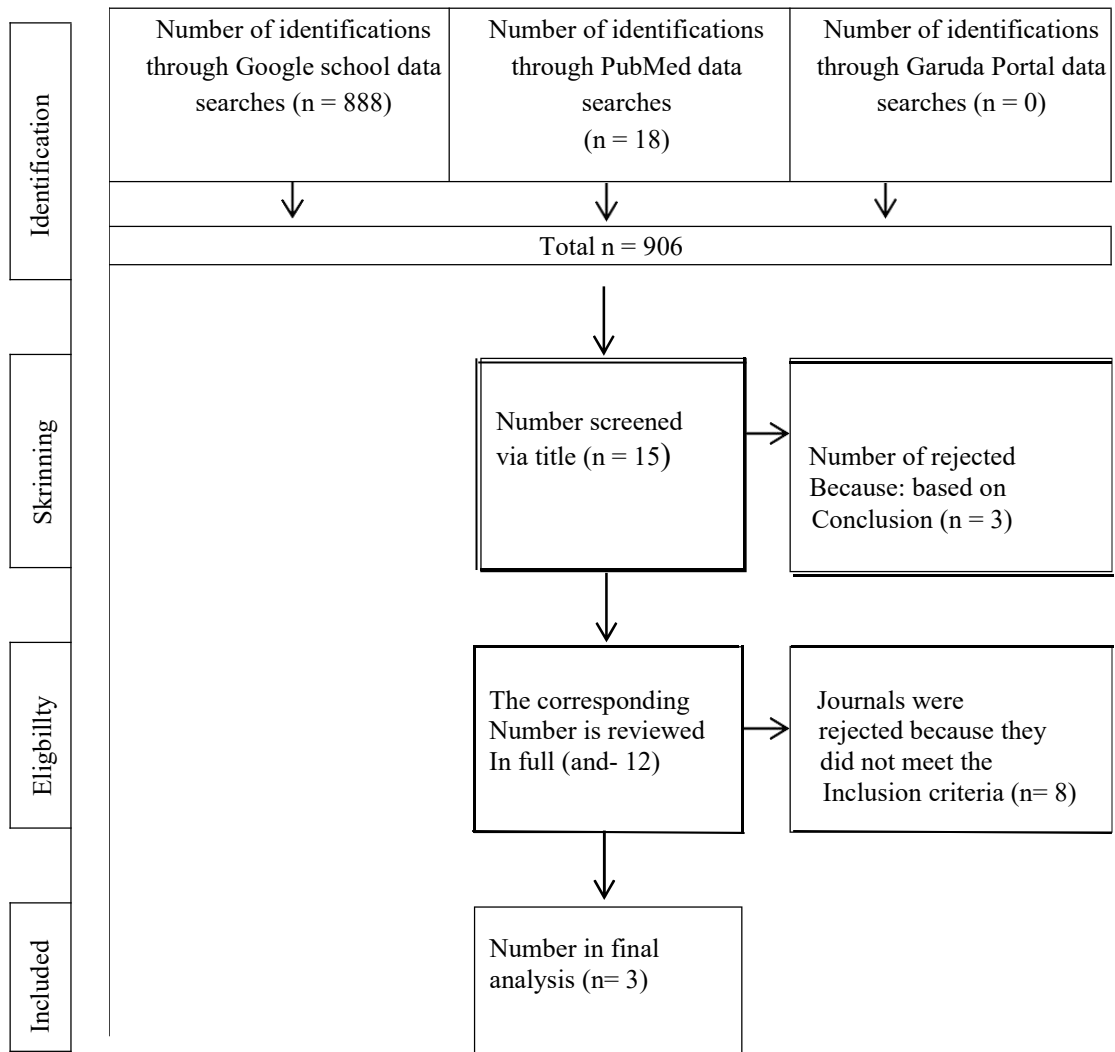 Identification
Number of identifications
through Google school data
searches (n = 888)
Number of identifications
through PubMed data
searches
(n = 18)
Number of identifications
through Garuda Portal data
searches (n = 0)
Total n = 906
Skrinning
Number screened
via title (n = 15)
Number of rejected
Because: based on
Conclusion (n = 3)
Eligbillty
The corresponding
Number is reviewed
In full (and- 12)
Journals were
rejected because they
did not meet the
Inclusion criteria (n= 8)
Included
Number in final
analysis (n= 3)